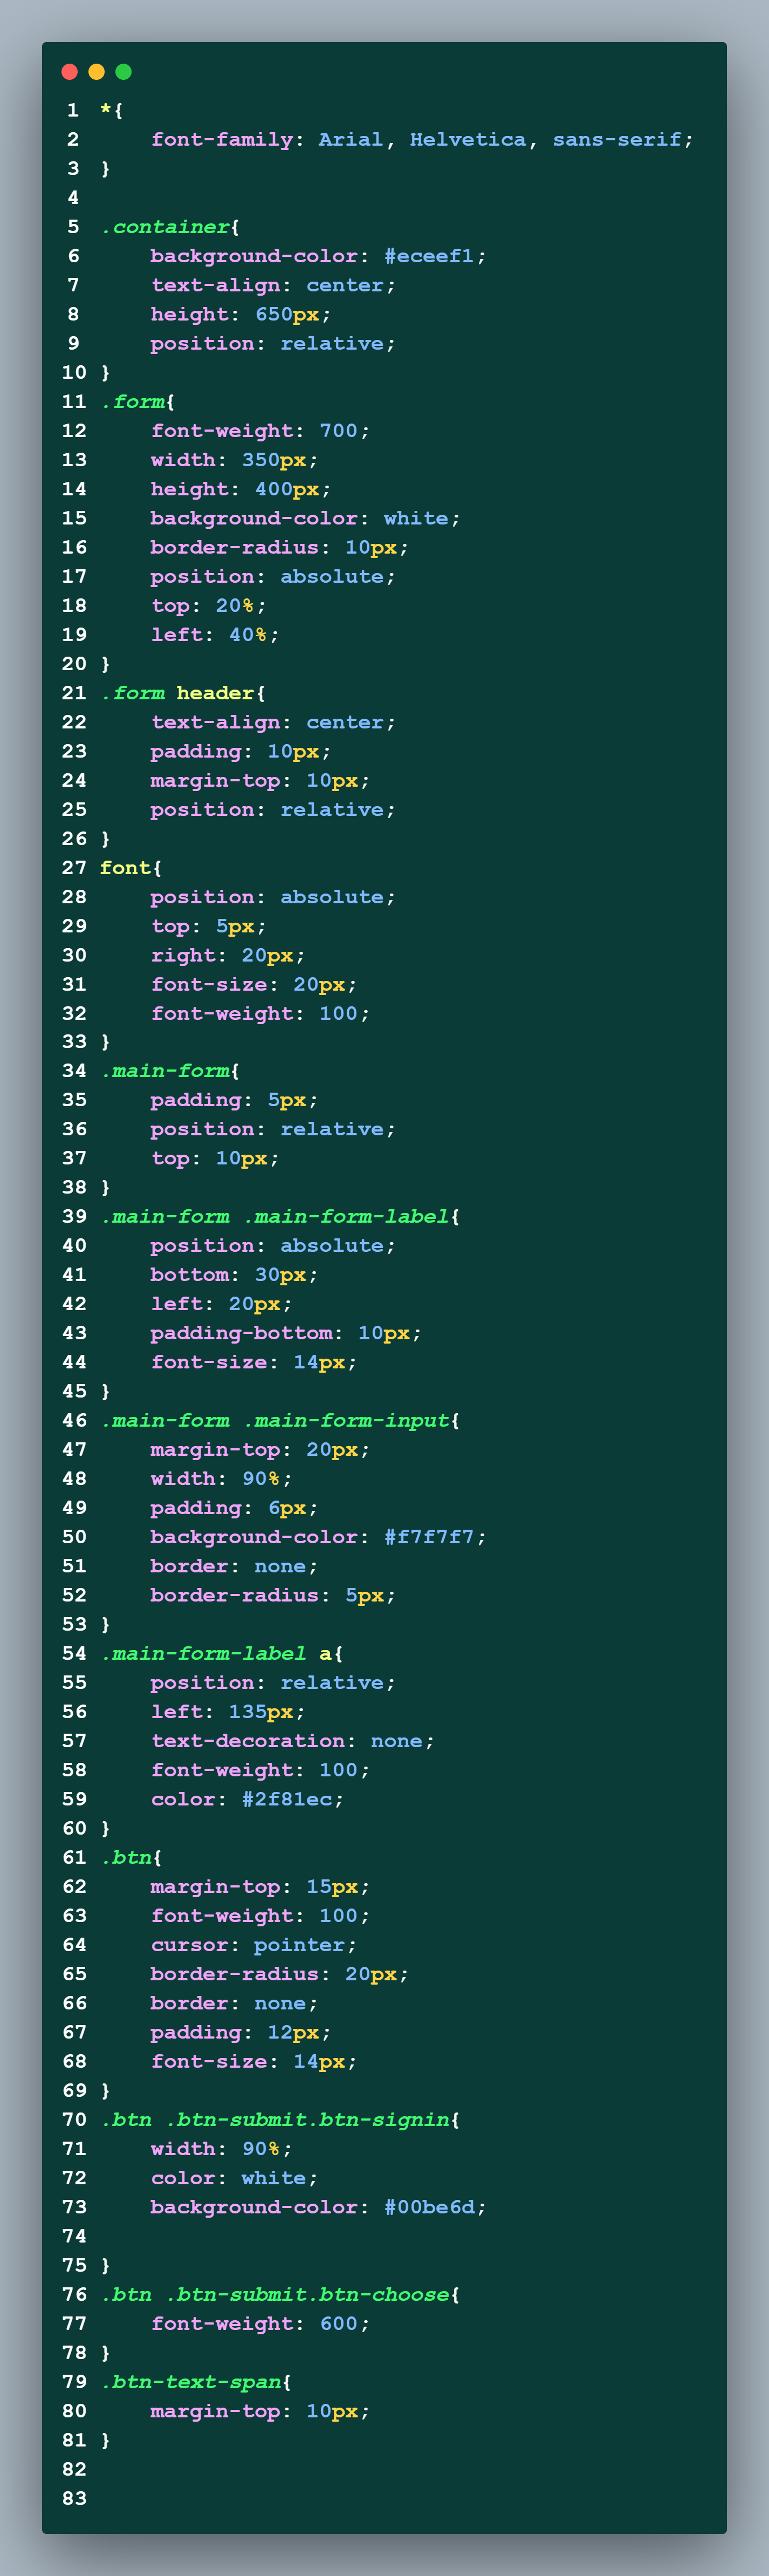 1 *{
2     font-family: Arial, Helvetica, sans-serif;
3 }
4
5 .container{
6     background-color: #eceef1;
7     text-align: center;
8     height: 650px;
9     position: relative;
10 }
11 .form{
12     font-weight: 700;
13     width: 350px;
14     height: 400px;
15     background-color: white;
16     border-radius: 10px;
17     position: absolute;
18     top: 20%;
19     left: 40%;
20 }
21 .form header{
22     text-align: center;
23     padding: 10px;
24     margin-top: 10px;
25     position: relative;
26 }
27 font{
28     position: absolute;
29     top: 5px;
30     right: 20px;
31     font-size: 20px;
32     font-weight: 100;
33 }
34 .main-form{
35     padding: 5px;
36     position: relative;
37     top: 10px;
38 }
39 .main-form .main-form-label{
40     position: absolute;
41     bottom: 30px;
42     left: 20px;
43     padding-bottom: 10px;
44     font-size: 14px;
45 }
46 .main-form .main-form-input{
47     margin-top: 20px;
48     width: 90%;
49     padding: 6px;
50     background-color: #f7f7f7;
51     border: none;
52     border-radius: 5px;
53 }
54 .main-form-label a{
55     position: relative;
56     left: 135px;
57     text-decoration: none;
58     font-weight: 100;
59     color: #2f81ec;
60 }
61 .btn{
62     margin-top: 15px;
63     font-weight: 100;
64     cursor: pointer;
65     border-radius: 20px;
66     border: none;
67     padding: 12px;
68     font-size: 14px;
69 }
70 .btn .btn-submit.btn-signin{
71     width: 90%;
72     color: white;
73     background-color: #00be6d;
74
75 }
76 .btn .btn-submit.btn-choose{
77     font-weight: 600;
78 }
79 .btn-text-span{
80     margin-top: 10px;
81 }
82
83